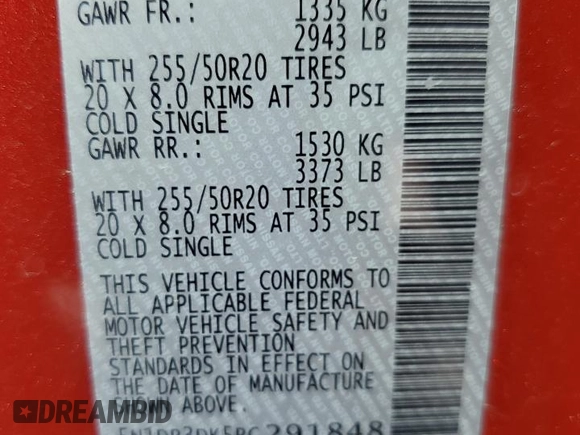 GAWR FR.: 1335 KG
2943 LB
WITH 255/50R20 TIRES
20 X 8.0 RIMS AT 35 PSI
COLD SINGLE
GAWR RR.: 1530 KG
3373 LB
WITH 255/50R20 TIRES
20 X 8.0 RIMS AT 35 PSI
COLD SINGLE
THIS VEHICLE CONFORMS TO
ALL APPLICABLE FEDERAL
MOTOR VEHICLE SAFETY AND
THEFT PREVENTION
STANDARDS IN EFFECT ON
THE DATE OF MANUFACTURE
SHOWN ABOVE.
291848
DREAMBID